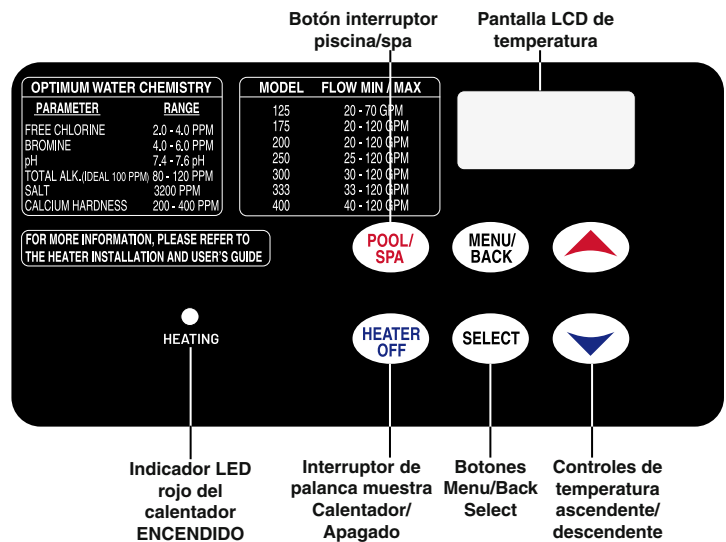 Botón interruptor
piscina/spa
Pantalla LCD de
temperatura
OPTIMUM WATER CHEMISTRY
PARAMETER RANGE
FREE CHLORINE 2.0 - 4.0 PPM
BROMINE 4.0 - 6.0 PPM
pH 7.4 - 7.6 pH
TOTAL ALK.(IDEAL 100 PPM) 80 - 120 PPM
SALT 3200 PPM
CALCIUM HARDNESS 200 - 400 PPM
MODEL FLOW MIN / MAX
125 20 - 70 GPM
175 20 - 120 GPM
200 20 - 120 GPM
250 25 - 120 GPM
300 30 - 120 GPM
333 33 - 120 GPM
400 40 - 120 GPM
FOR MORE INFORMATION, PLEASE REFER TO
THE HEATER INSTALLATION AND USER'S GUIDE
POOL/
SPA
MENU/
BACK
HEATING
HEATER
OFF
SELECT
Indicador LED
rojo del
calentador
ENCENDIDO
Interruptor de
palanca muestra
Calentador/
Apagado
Botones
Menu/Back
Select
Controles de
temperatura
ascendente/
descendente